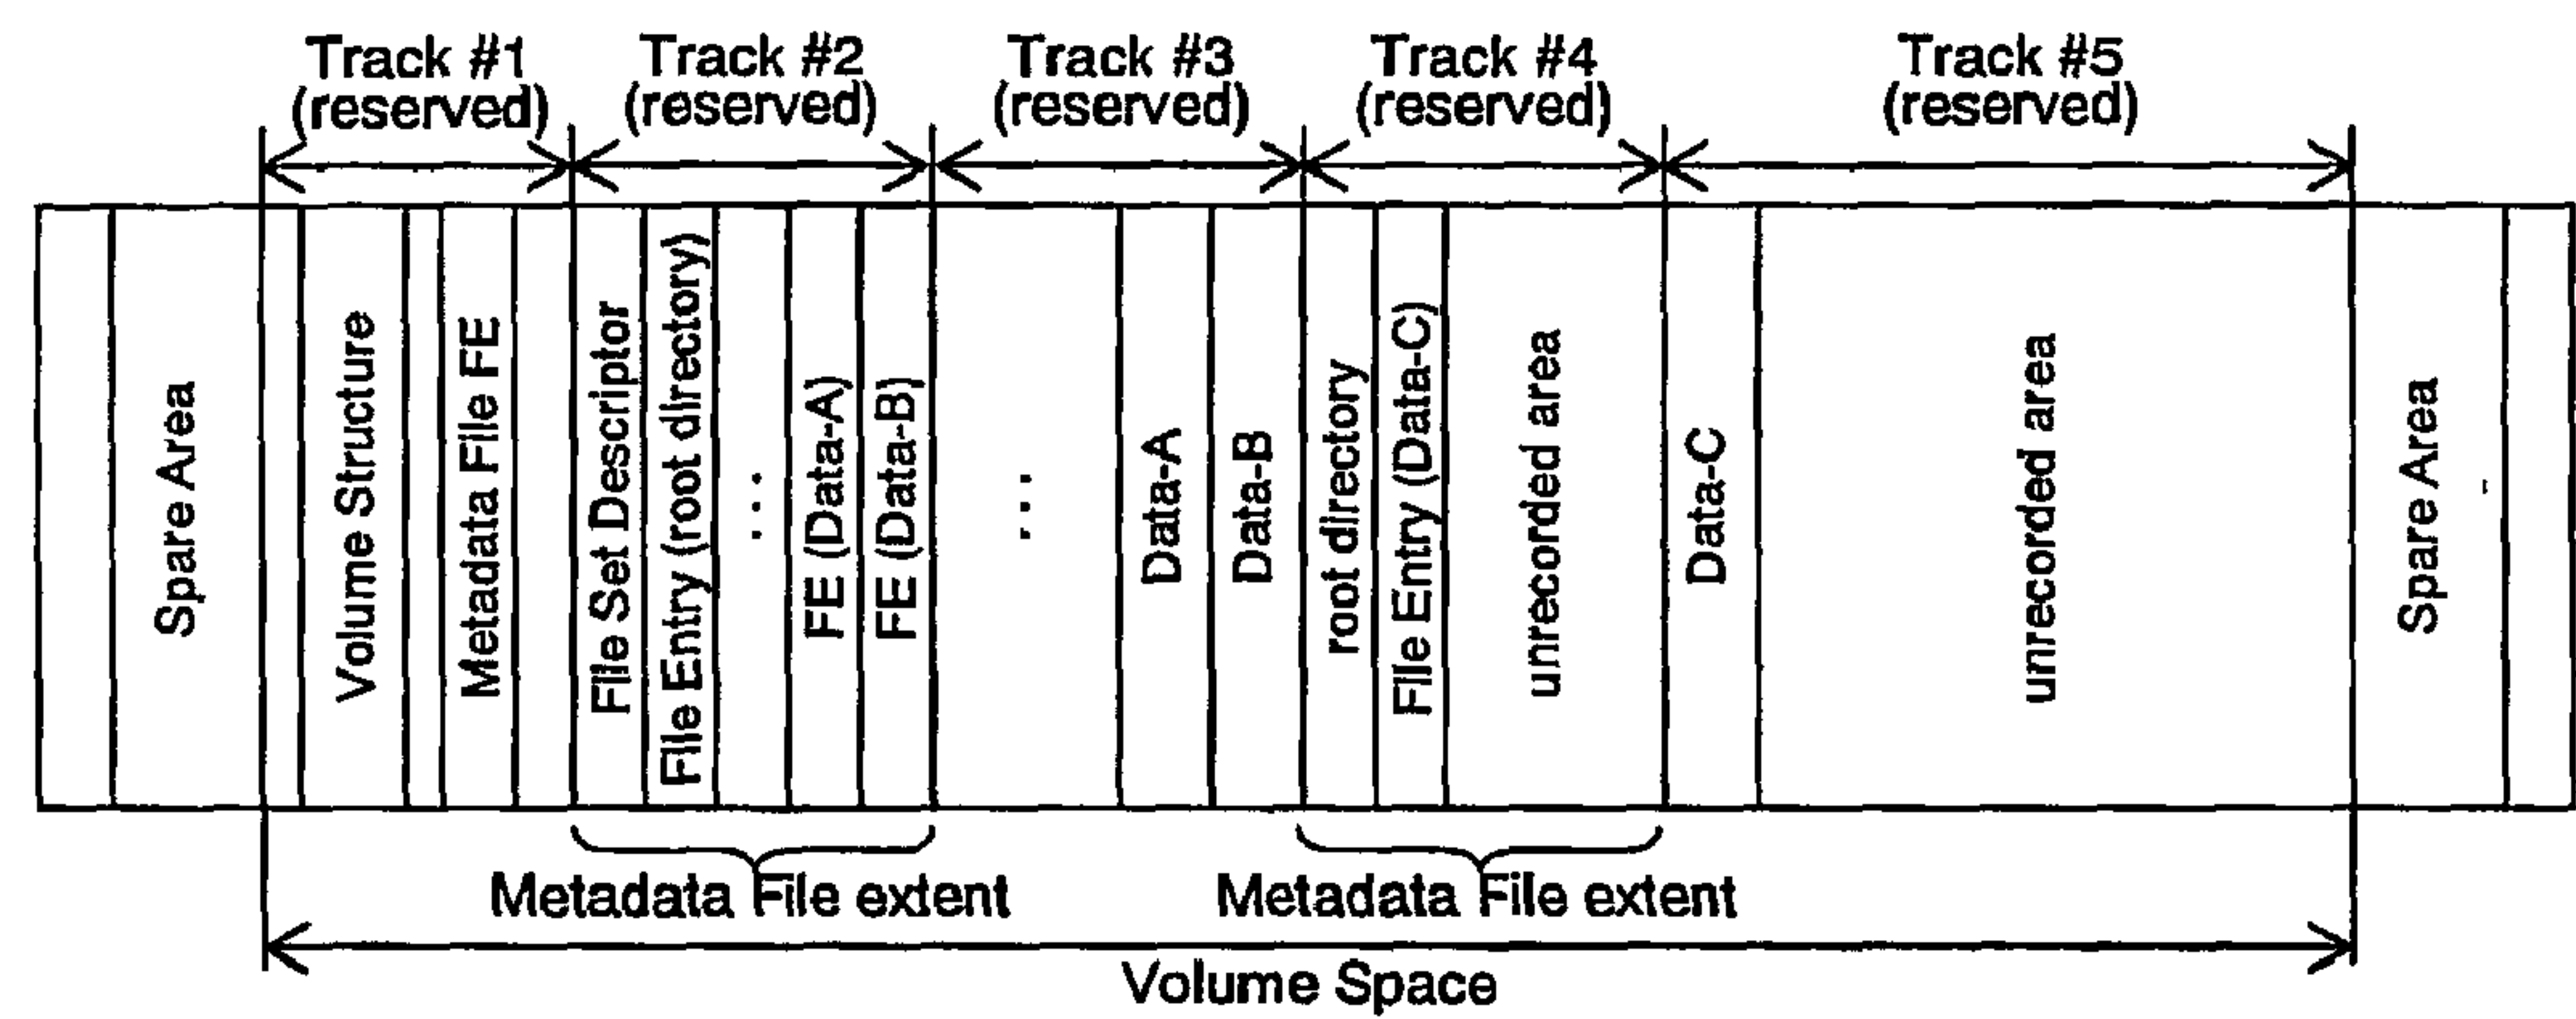 Track #1
(reserved)
Track #2
(reserved)
Track #3
(reserved)
Track #4
(reserved)
Track #5
(reserved)
Spare Area
Volume Structure
Metadata File FE
File Set Descriptor
File Entry (root directory)
...
FE (Data-A)
FE (Data-B)
...
Data-A
Data-B
root directory
File Entry (Data-C)
unrecorded area
Data-C
unrecorded area
Spare Area
Metadata File extent
Metadata File extent
Volume Space